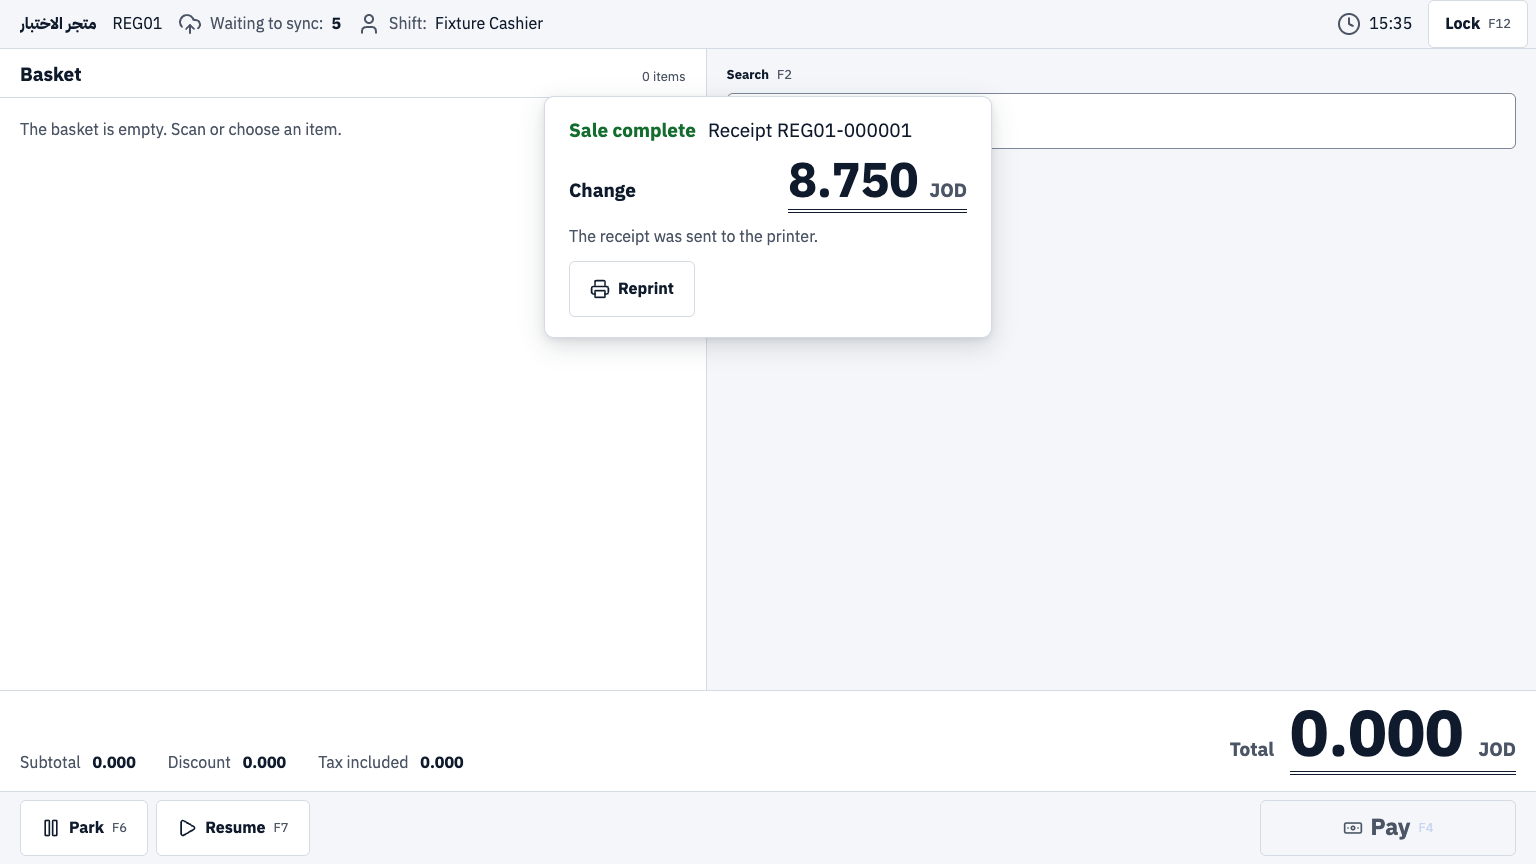 متجر الاختبار REG01 Waiting to sync: 5 Shift: Fixture Cashier 15:35 Lock F12
Basket 0 items
Search F2
The basket is empty. Scan or choose an item.
Sale complete Receipt REG01-000001
Change 8.750 JOD
The receipt was sent to the printer.
Reprint
Subtotal 0.000 Discount 0.000 Tax included 0.000 Total 0.000 JOD
Park F6 Resume F7 Pay F4